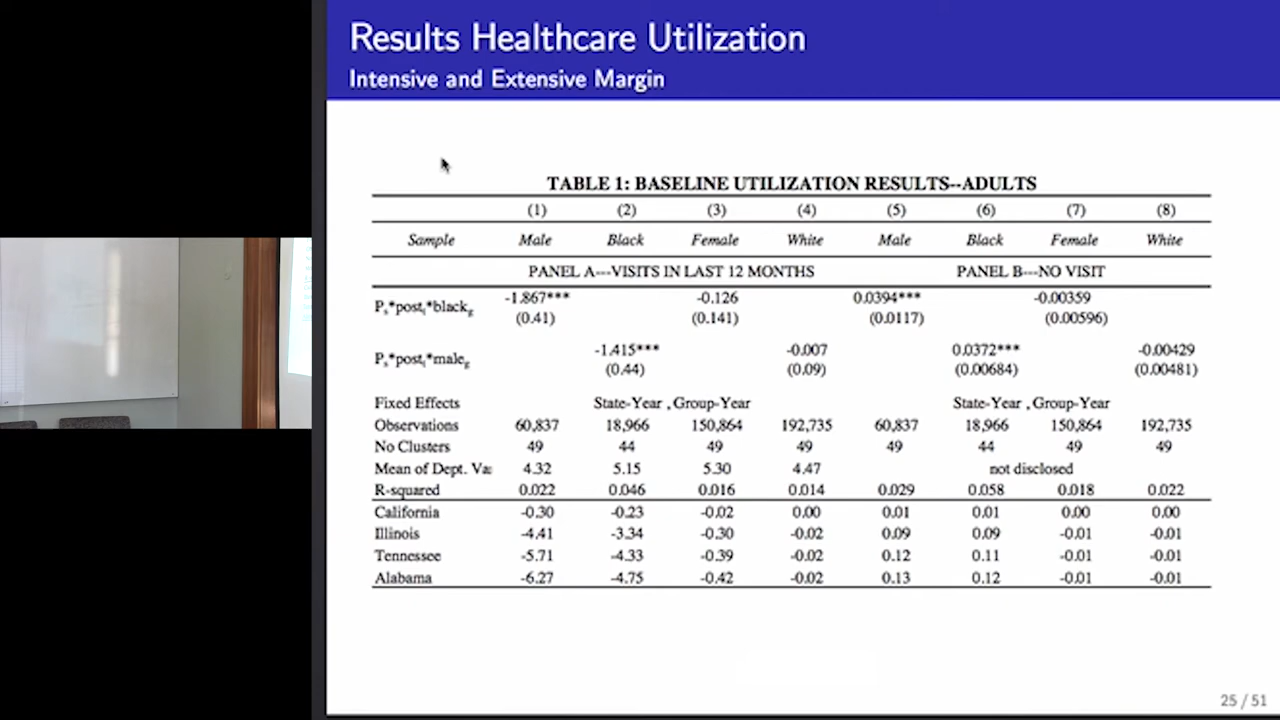 Results Healthcare Utilization
Intensive and Extensive Margin
TABLE 1: BASELINE UTILIZATION RESULTS--ADULTS
(1) (2) (3) (4) (5) (6) (7) (8)
Sample Male Black Female White Male Black Female White
PANEL A---VISITS IN LAST 12 MONTHS PANEL B---NO VISIT
Ps*postt*blackg -1.867*** -0.126 0.0394*** -0.00359
(0.41) (0.141) (0.0117) (0.00596)
Ps*postt*maleg -1.415*** -0.007 0.0372*** -0.00429
(0.44) (0.09) (0.00684) (0.00481)
Fixed Effects State-Year , Group-Year State-Year , Group-Year
Observations 60,837 18,966 150,864 192,735 60,837 18,966 150,864 192,735
No Clusters 49 44 49 49 49 44 49 49
Mean of Dept. Va 4.32 5.15 5.30 4.47 not disclosed
R-squared 0.022 0.046 0.016 0.014 0.029 0.058 0.018 0.022
California -0.30 -0.23 -0.02 0.00 0.01 0.01 0.00 0.00
Illinois -4.41 -3.34 -0.30 -0.02 0.09 0.09 -0.01 -0.01
Tennessee -5.71 -4.33 -0.39 -0.02 0.12 0.11 -0.01 -0.01
Alabama -6.27 -4.75 -0.42 -0.02 0.13 0.12 -0.01 -0.01
25 / 51